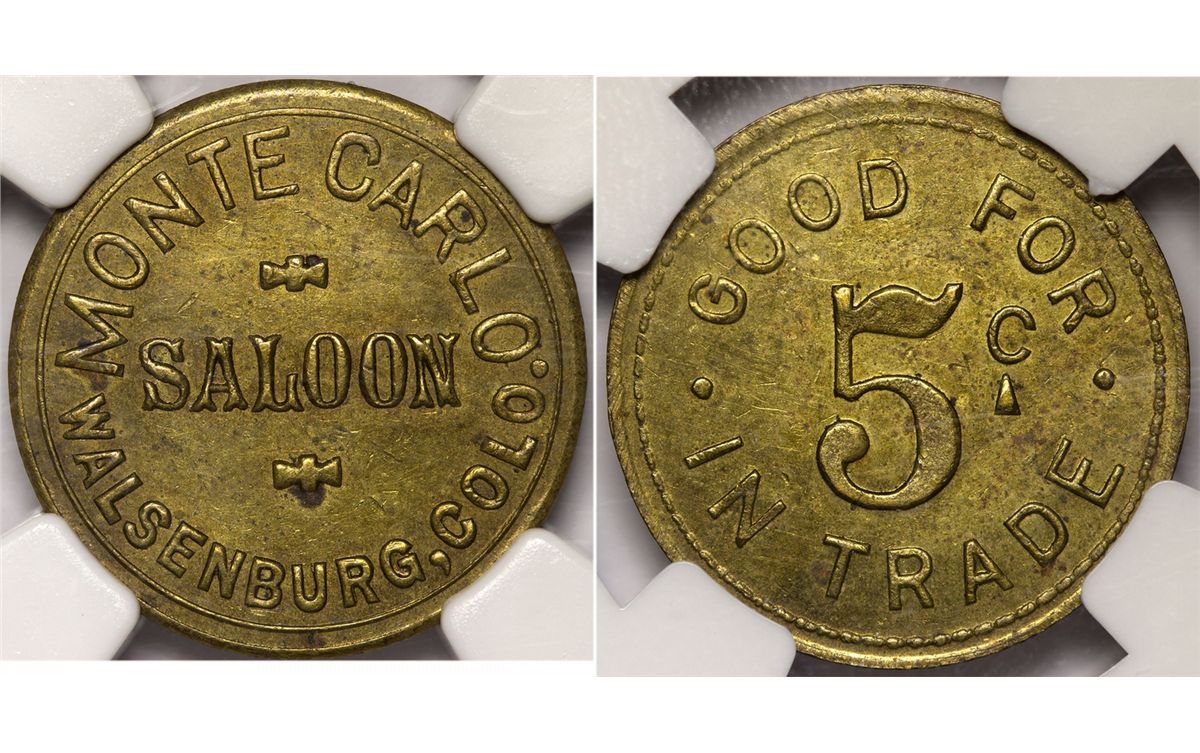 MONTE CARLO.
SALOON
WALSENBURG, COLO.
GOOD FOR
5 C
IN TRADE